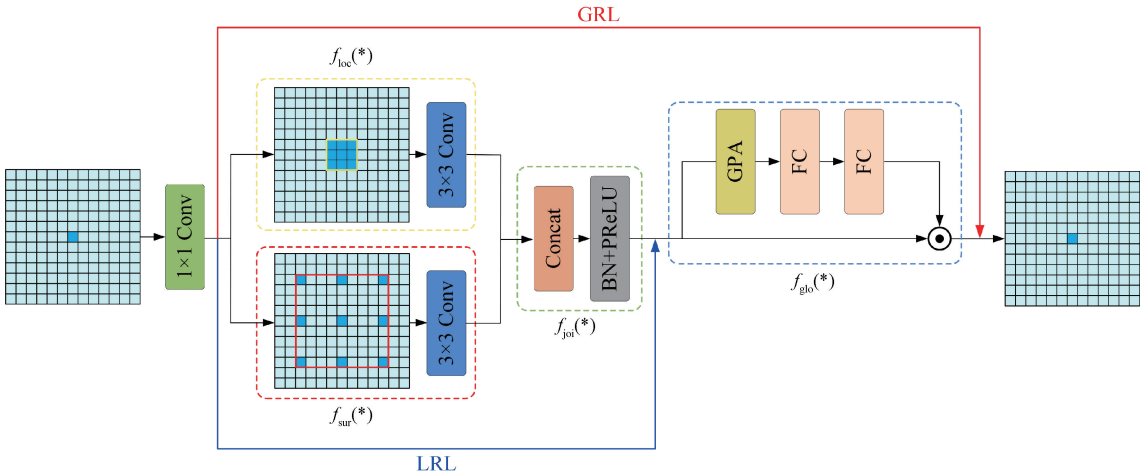 GRL
f_loc(*)
3×3 Conv
1×1 Conv
3×3 Conv
f_sur(*)
Concat
BN+PReLU
f_joi(*)
GPA
FC
FC
f_glo(*)
LRL